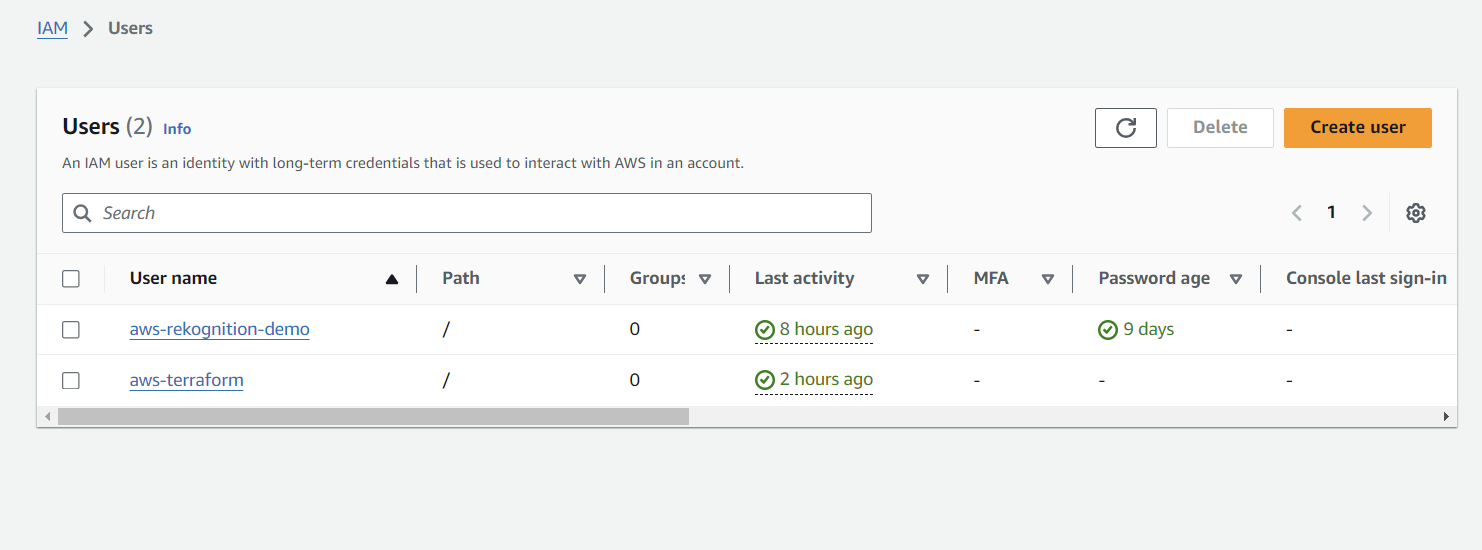 IAM > Users
Users (2) Info
Delete
Create user
An IAM user is an identity with long-term credentials that is used to interact with AWS in an account.
Search
1
User name Path Groups Last activity MFA Password age Console last sign-in
aws-rekognition-demo / 0 8 hours ago - 9 days -
aws-terraform / 0 2 hours ago - - -